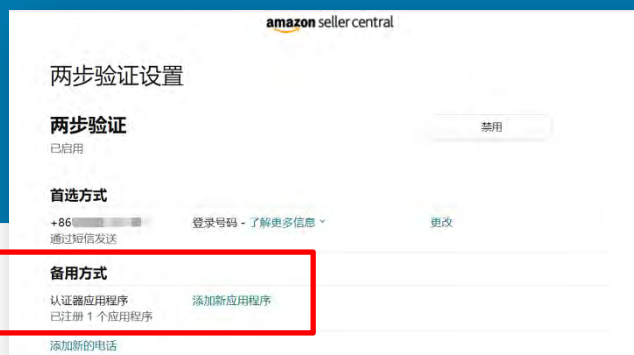 amazon seller central
两步验证设置
两步验证
禁用
已启用
首选方式
+86 登录号码 - 了解更多信息 更改
通过短信发送
备用方式
认证器应用程序 添加新应用程序
已注册 1 个应用程序
添加新的电话